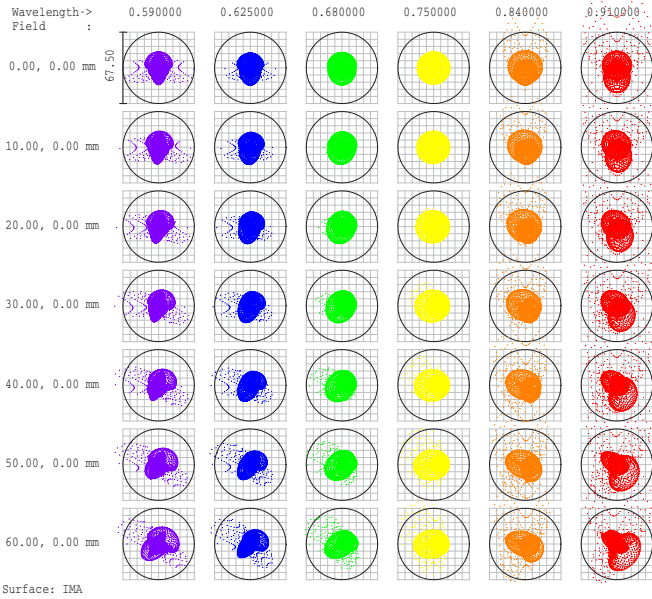 Wavelength-> 0.590000 0.625000 0.680000 0.750000 0.840000 0.910000
Field :
0.00, 0.00 mm
67.50
10.00, 0.00 mm
20.00, 0.00 mm
30.00, 0.00 mm
40.00, 0.00 mm
50.00, 0.00 mm
60.00, 0.00 mm
Surface: IMA